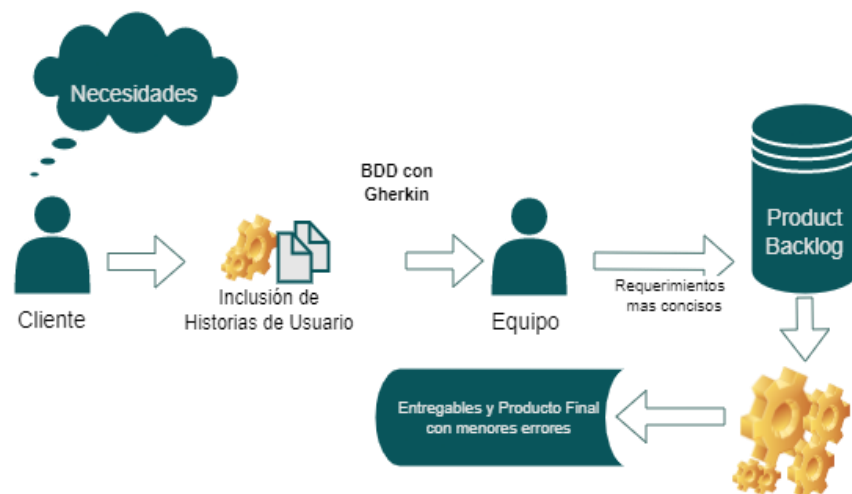 Necesidades
BDD con
Gherkin
Product
Backlog
Cliente
Inclusión de
Historias de Usuario
Equipo
Requerimientos
mas concisos
Entregables y Producto Final
con menores errores